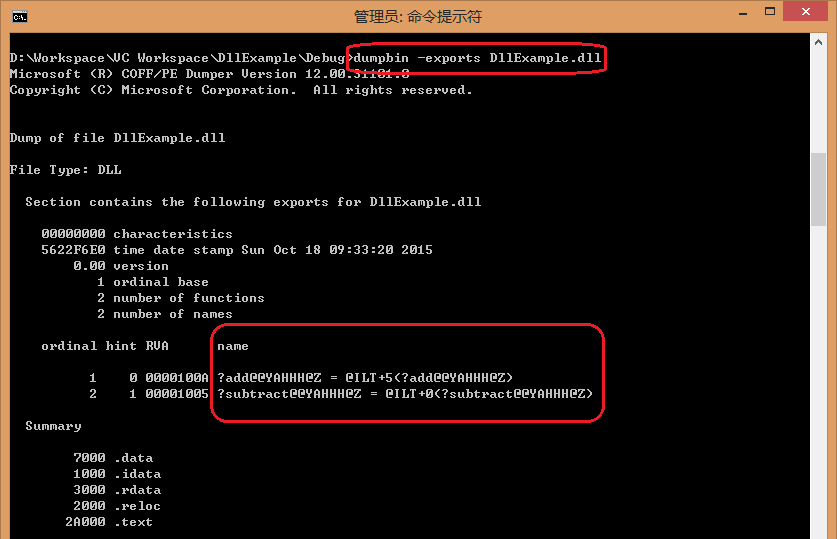 管理员: 命令提示符
D:\Workspace\VC Workspace\DllExample\Debug>dumpbin -exports DllExample.dll
Microsoft (R) COFF/PE Dumper Version 12.00.31101.0
Copyright (C) Microsoft Corporation.  All rights reserved.
Dump of file DllExample.dll
File Type: DLL
Section contains the following exports for DllExample.dll
00000000 characteristics
5622F6E0 time date stamp Sun Oct 18 09:33:20 2015
0.00 version
1 ordinal base
2 number of functions
2 number of names
ordinal hint RVA      name
1    0 0000100A ?add@@YAHHH@Z = @ILT+5(?add@@YAHHH@Z)
2    1 00001005 ?subtract@@YAHHH@Z = @ILT+0(?subtract@@YAHHH@Z)
Summary
7000 .data
1000 .idata
3000 .rdata
2000 .reloc
2A000 .text